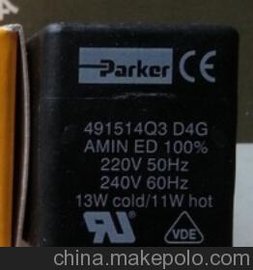 Parker CE
491514Q3 D4G
AMIN ED 100%
220V 50Hz
240V 60Hz
13W cold/11W hot
VDE
china.makepolo.com